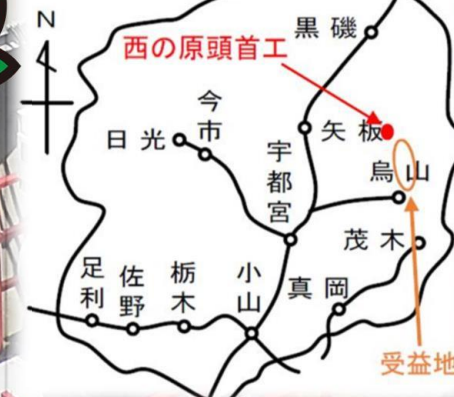 N
黒磯
西の原頭首工
今市
日光
矢板
宇都宮
烏山
茂木
足利
佐野
栃木
小山
真岡
受益地